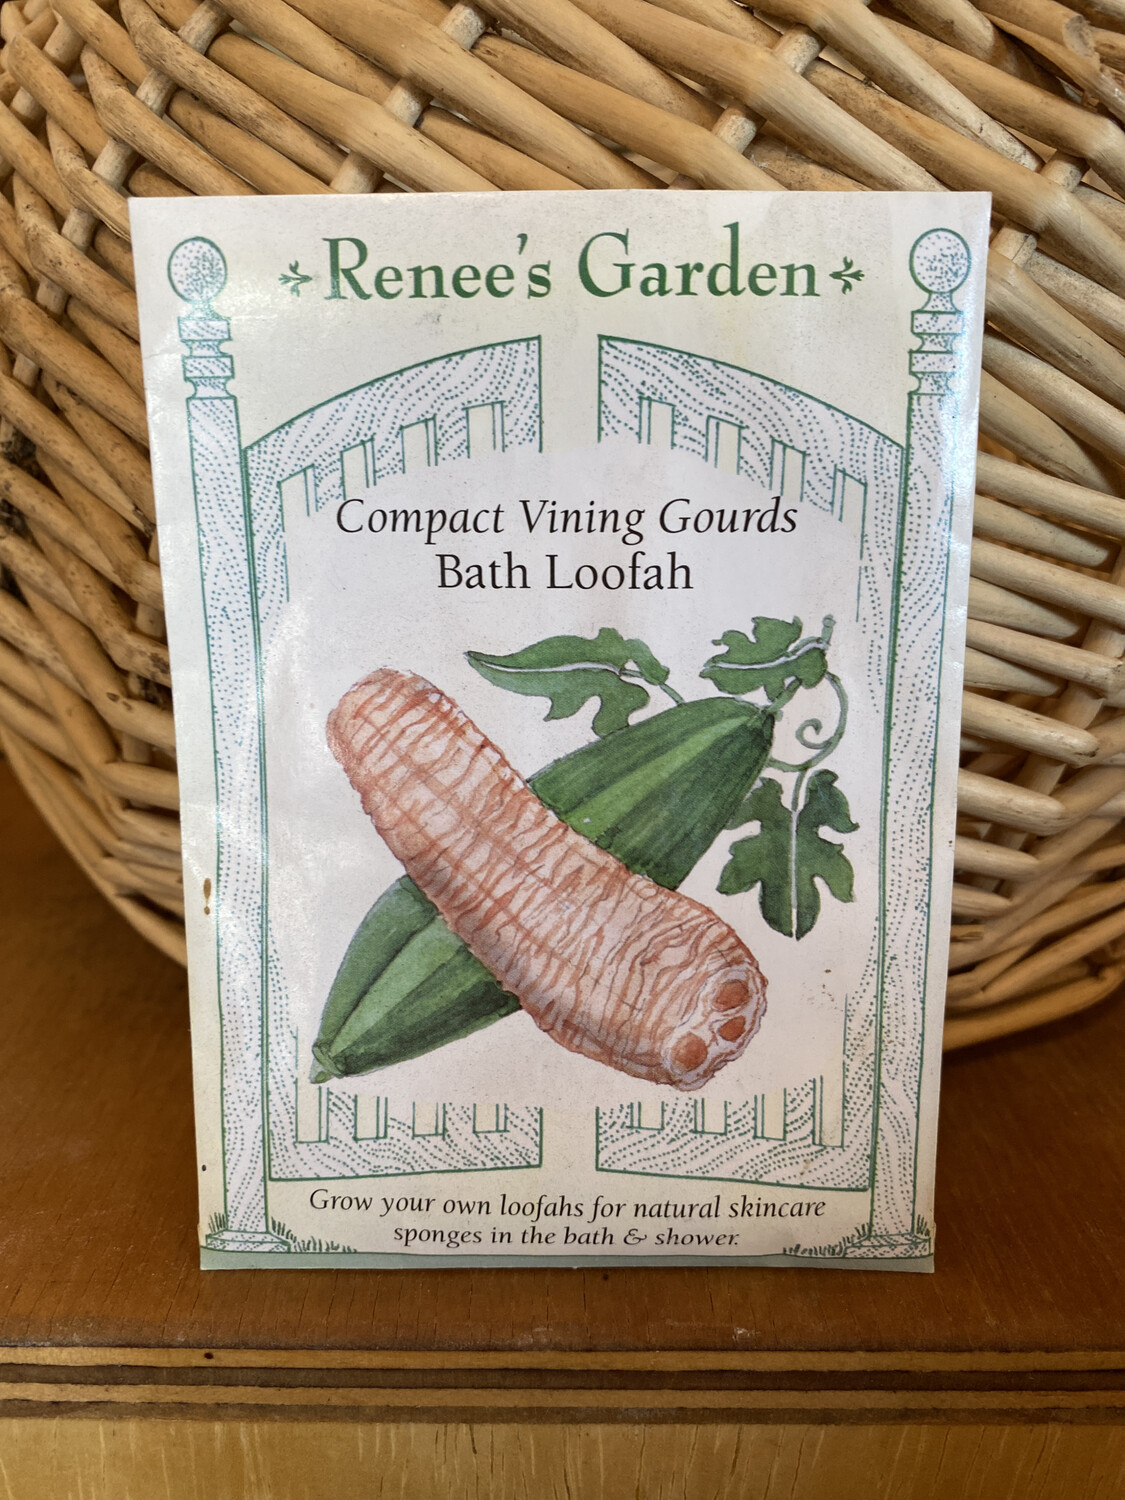 Renee's Garden
Compact Vining Gourds
Bath Loofah
Grow your own loofahs for natural skincare
sponges in the bath & shower.